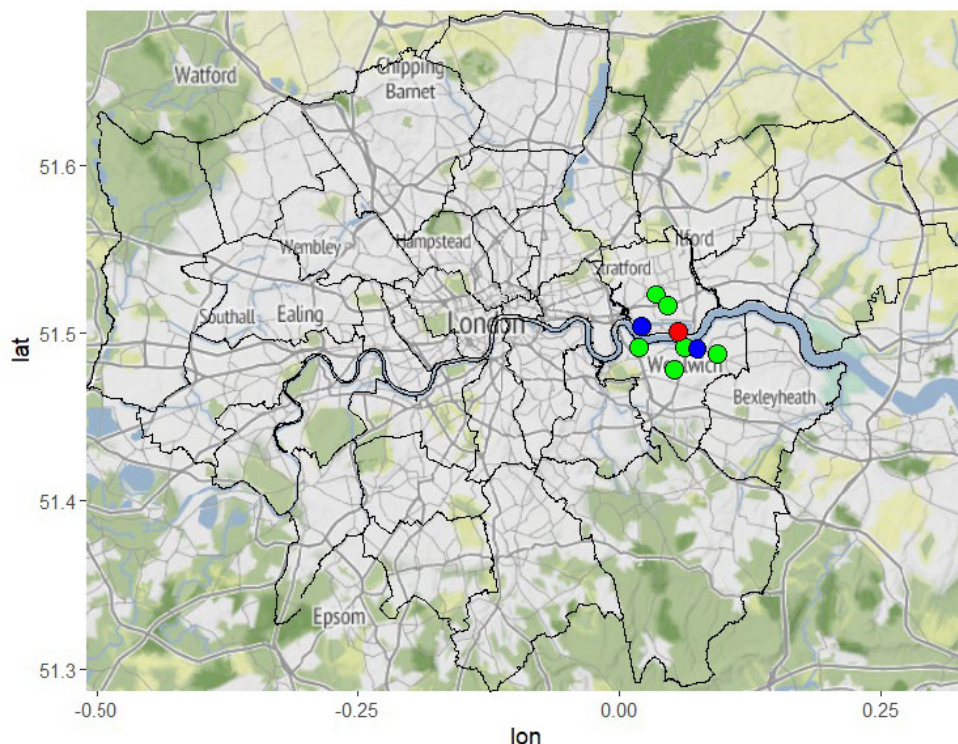 Watford
Chipping
Barnet
51.6
Wembley
Hampstead
Ilford
Stratford
Southall
Ealing
London
51.5
lat
Woolwich
Bexleyheath
51.4
Epsom
51.3
-0.50
-0.25
0.00
0.25
lon